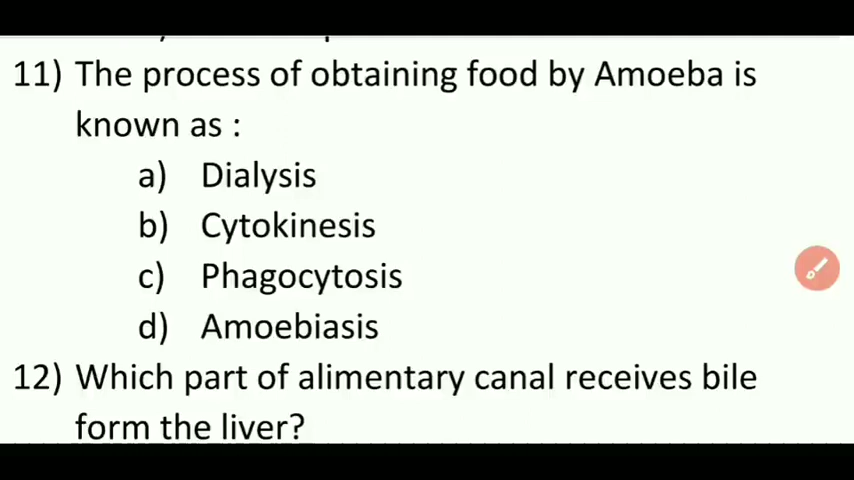 11) The process of obtaining food by Amoeba is
known as :
a) Dialysis
b) Cytokinesis
c) Phagocytosis
d) Amoebiasis
12) Which part of alimentary canal receives bile
form the liver?